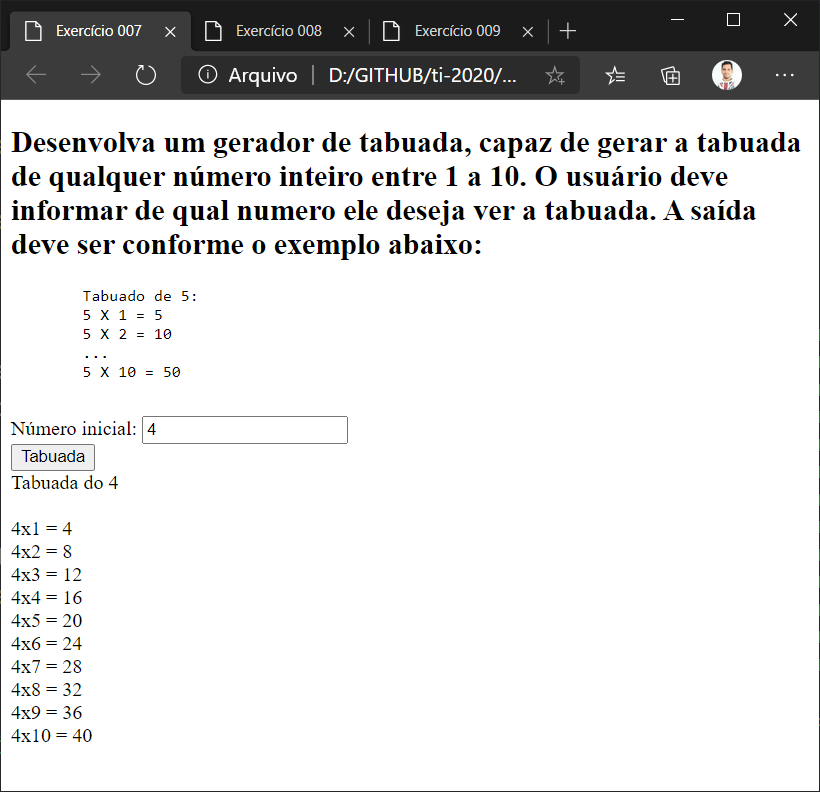 Exercício 007
Exercício 008
Exercício 009
Arquivo | D:/GITHUB/ti-2020/...
Desenvolva um gerador de tabuada, capaz de gerar a tabuada
de qualquer número inteiro entre 1 a 10. O usuário deve
informar de qual numero ele deseja ver a tabuada. A saída
deve ser conforme o exemplo abaixo:
Tabuado de 5:
5 X 1 = 5
5 X 2 = 10
...
5 X 10 = 50
Número inicial: 4
Tabuada
Tabuada do 4
4x1 = 4
4x2 = 8
4x3 = 12
4x4 = 16
4x5 = 20
4x6 = 24
4x7 = 28
4x8 = 32
4x9 = 36
4x10 = 40